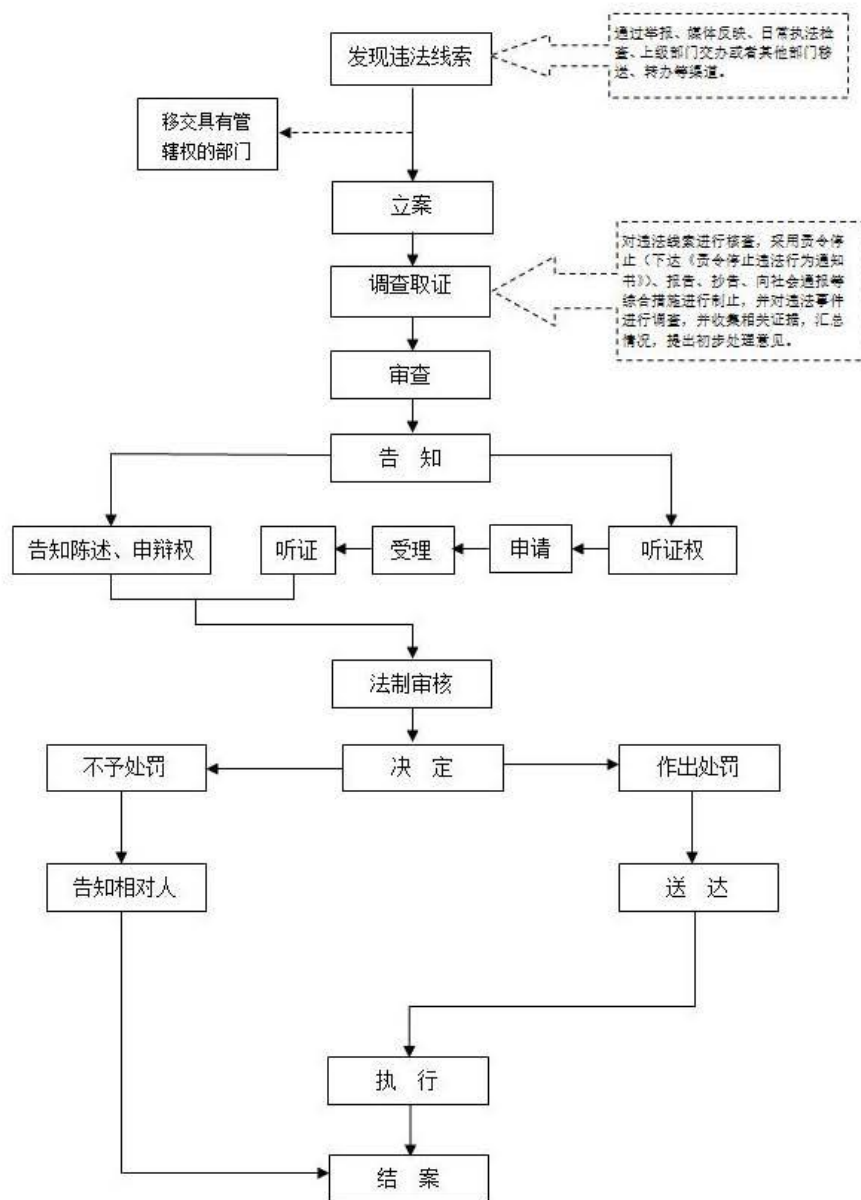 发现违法线索
通过举报、媒体反映、日常执法检
查、上级部门交办或者其他部门移
送、转办等渠道。
移交具有管
辖权的部门
立案
调查取证
对违法线索进行核查，采用责令停
止（下达《责令停止违法行为通知
书》）、报告、抄告、向社会通报等
综合措施进行制止，并对违法事件
进行调查，并收集相关证据，汇总
情况，提出初步处理意见。
审查
告 知
告知陈述、申辩权
听证
受理
申请
听证权
法制审核
不予处罚
决 定
作出处罚
告知相对人
送 达
执 行
结 案